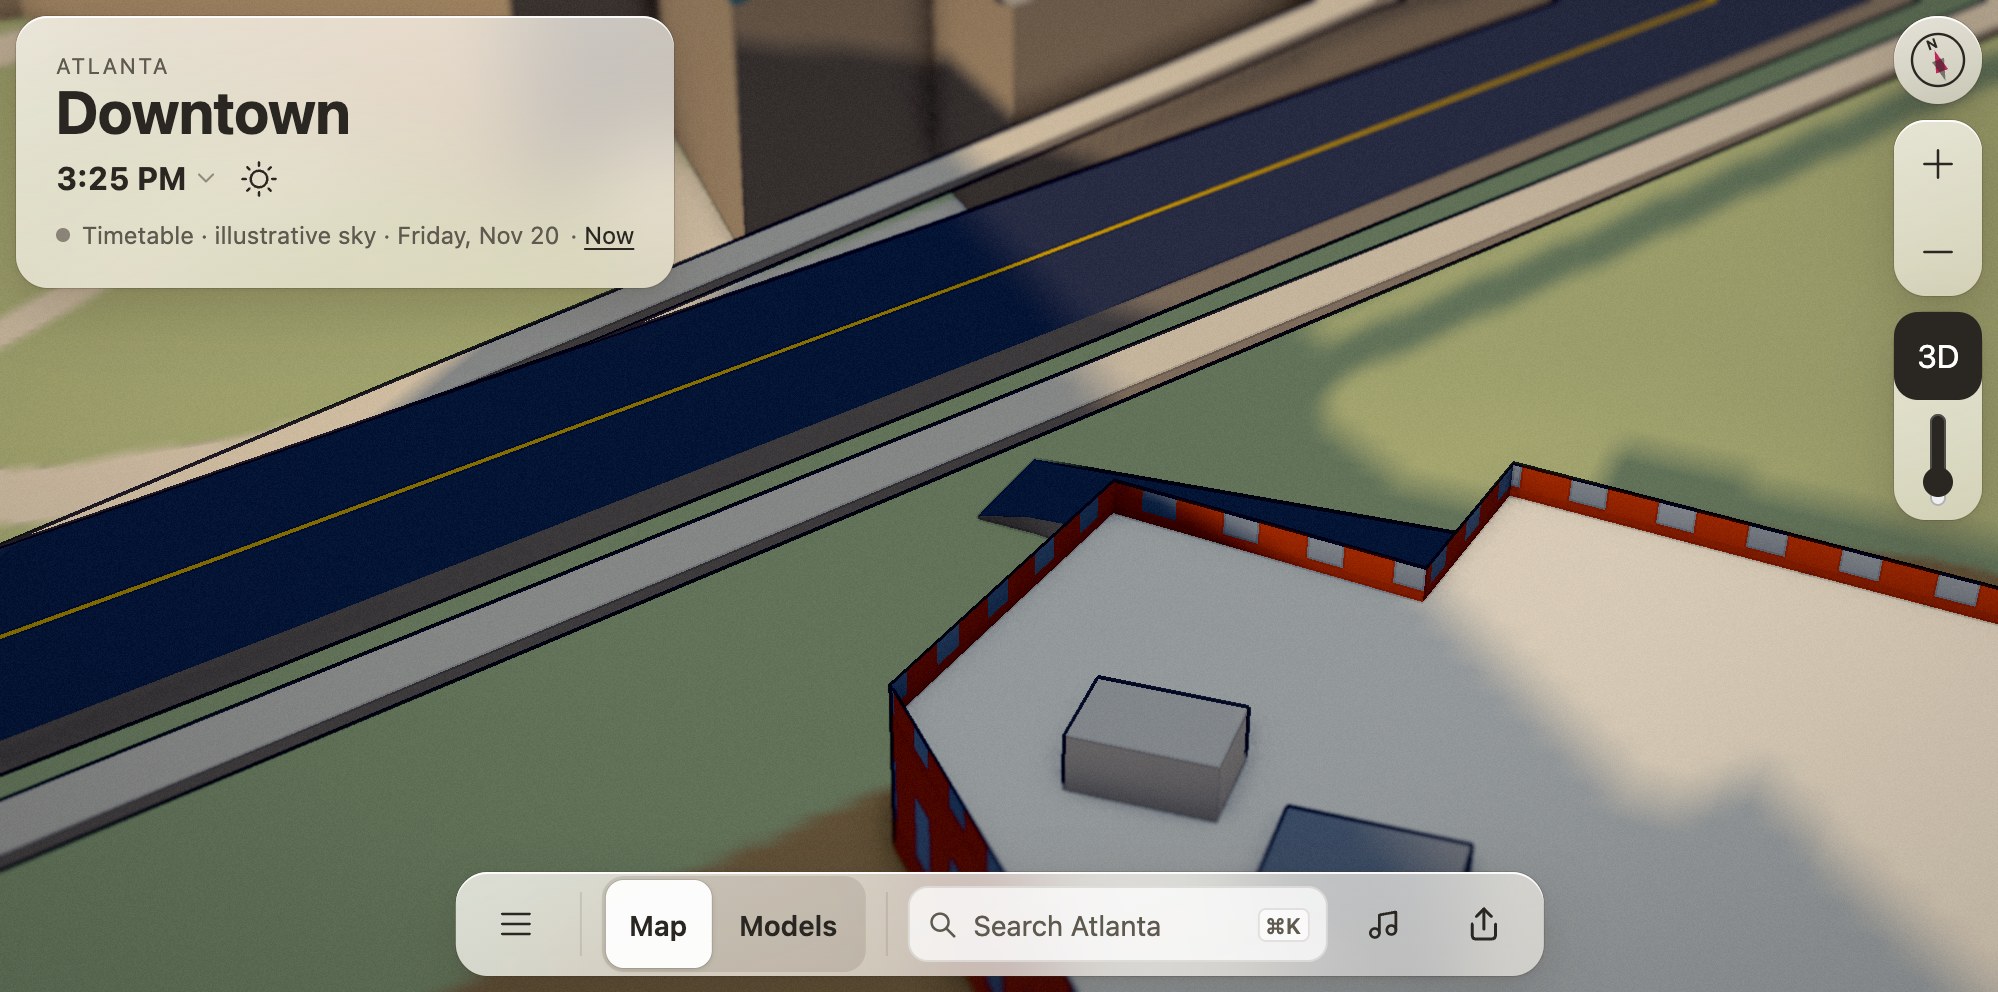 ATLANTA
Downtown
3:25 PM
Timetable · illustrative sky · Friday, Nov 20 · Now
N
3D
Map
Models
Search Atlanta
⌘K